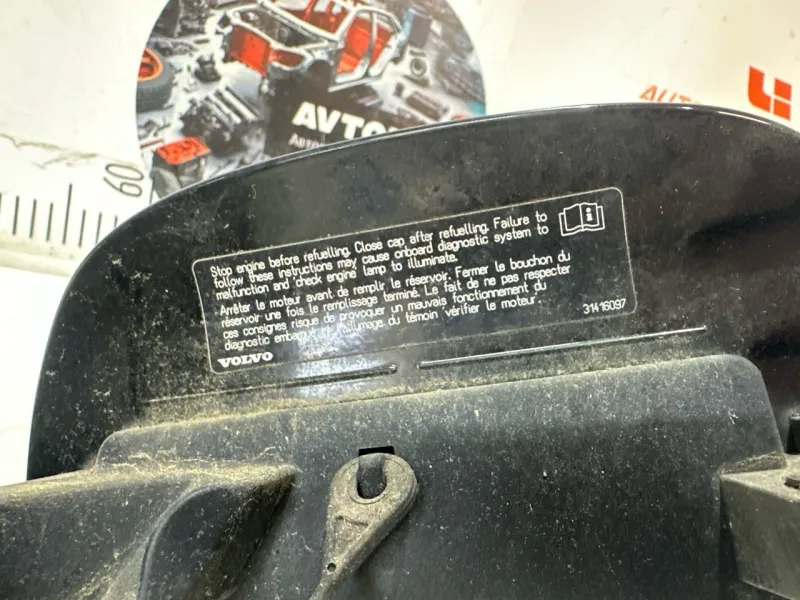 60
AUTO
Stop engine before refuelling. Close cap after refuelling. Failure to
follow these instructions may cause onboard diagnostic system to
malfunction and 'check engine' lamp to illuminate.
Arrêter le moteur avant de remplir le réservoir. Fermer le bouchon du
réservoir une fois le remplissage terminé. Le fait de ne pas respecter
ces consignes risque de provoquer un mauvais fonctionnement du
diagnostic embarqué et l'allumage du témoin 'vérifier le moteur'.
31416097
VOLVO